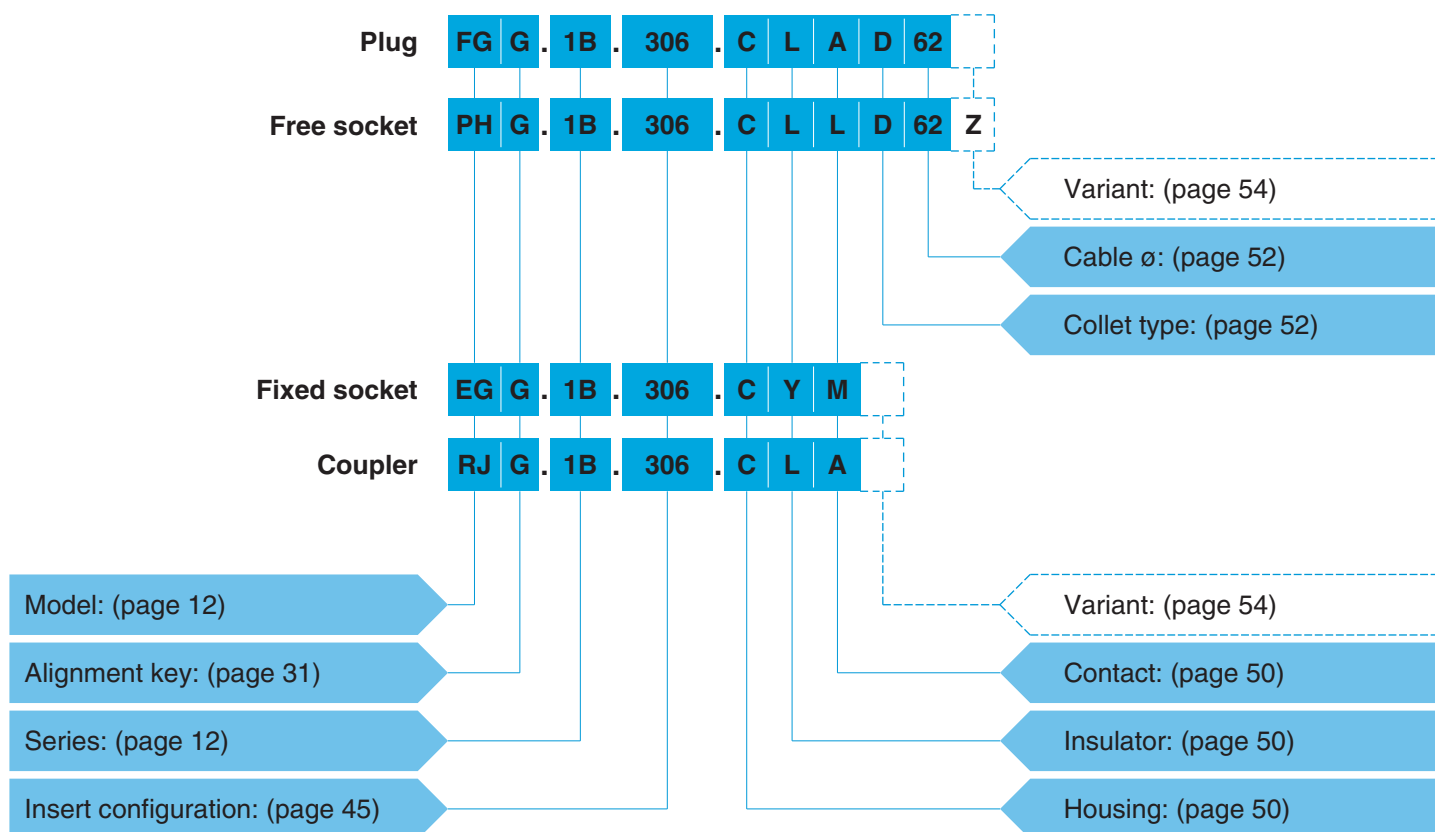 Plug FG G . 1B . 306 . C L A D 62
Free socket PH G . 1B . 306 . C L L D 62 Z
Variant: (page 54)
Cable ø: (page 52)
Collet type: (page 52)
Fixed socket EG G . 1B . 306 . C Y M
Coupler RJ G . 1B . 306 . C L A
Model: (page 12) Variant: (page 54)
Alignment key: (page 31) Contact: (page 50)
Series: (page 12) Insulator: (page 50)
Insert configuration: (page 45) Housing: (page 50)